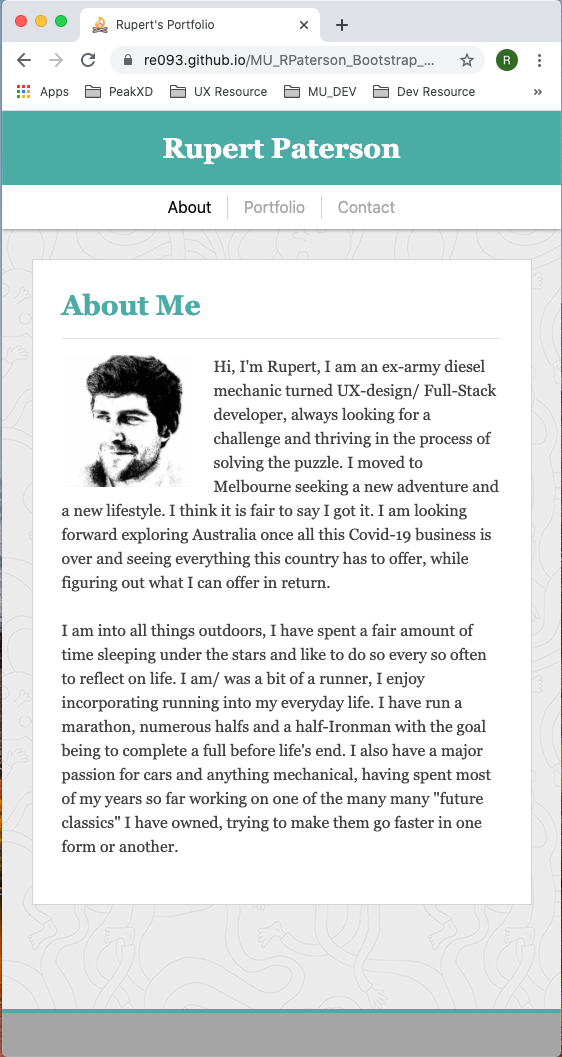 Rupert's Portfolio
re093.github.io/MU_RPaterson_Bootstrap_...
R
Apps PeakXD UX Resource MU_DEV Dev Resource »
Rupert Paterson
About Portfolio Contact
About Me
Hi, I'm Rupert, I am an ex-army diesel
mechanic turned UX-design/ Full-Stack
developer, always looking for a
challenge and thriving in the process of
solving the puzzle. I moved to
Melbourne seeking a new adventure and
a new lifestyle. I think it is fair to say I got it. I am looking
forward exploring Australia once all this Covid-19 business is
over and seeing everything this country has to offer, while
figuring out what I can offer in return.
I am into all things outdoors, I have spent a fair amount of
time sleeping under the stars and like to do so every so often
to reflect on life. I am/ was a bit of a runner, I enjoy
incorporating running into my everyday life. I have run a
marathon, numerous halfs and a half-Ironman with the goal
being to complete a full before life's end. I also have a major
passion for cars and anything mechanical, having spent most
of my years so far working on one of the many many "future
classics" I have owned, trying to make them go faster in one
form or another.